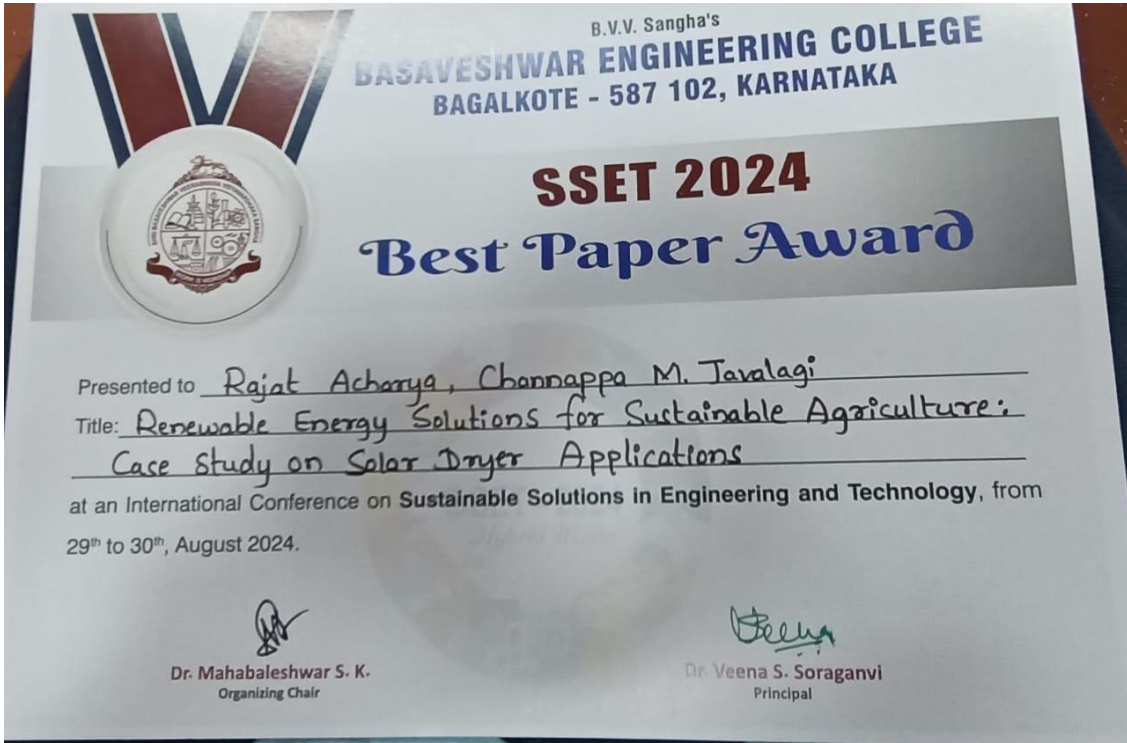 B.V.V. Sangha's
BASAVESHWAR ENGINEERING COLLEGE
BAGALKOTE - 587 102, KARNATAKA
SSET 2024
Best Paper Award
Presented to Rajat Acharya, Channappa M. Javalagi
Title: Renewable Energy Solutions for Sustainable Agriculture:
Case Study on Solar Dryer Applications
at an International Conference on Sustainable Solutions in Engineering and Technology, from
29th to 30th, August 2024.
Hybrid Mode
Veena
Dr. Mahabaleshwar S. K.
Organizing Chair
Dr. Veena S. Soraganvi
Principal